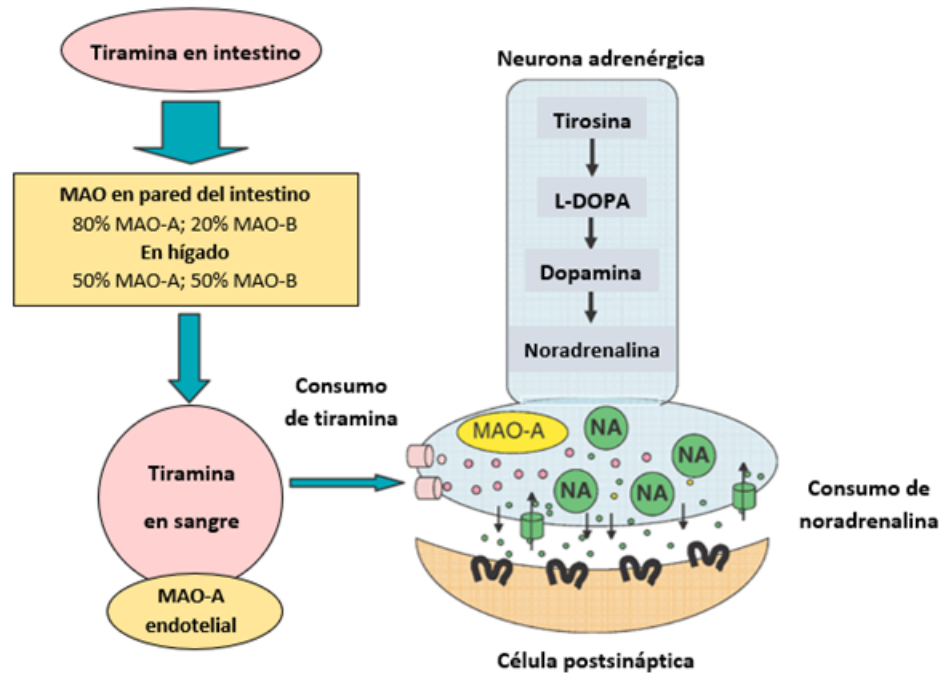 Tiramina en intestino
MAO en pared del intestino
80% MAO-A; 20% MAO-B
En hígado
50% MAO-A; 50% MAO-B
Tiramina
en sangre
MAO-A
endotelial
Consumo
de tiramina
Neurona adrenérgica
Tirosina
L-DOPA
Dopamina
Noradrenalina
MAO-A
NA
NA
NA
NA
Consumo de
noradrenalina
Célula postsináptica